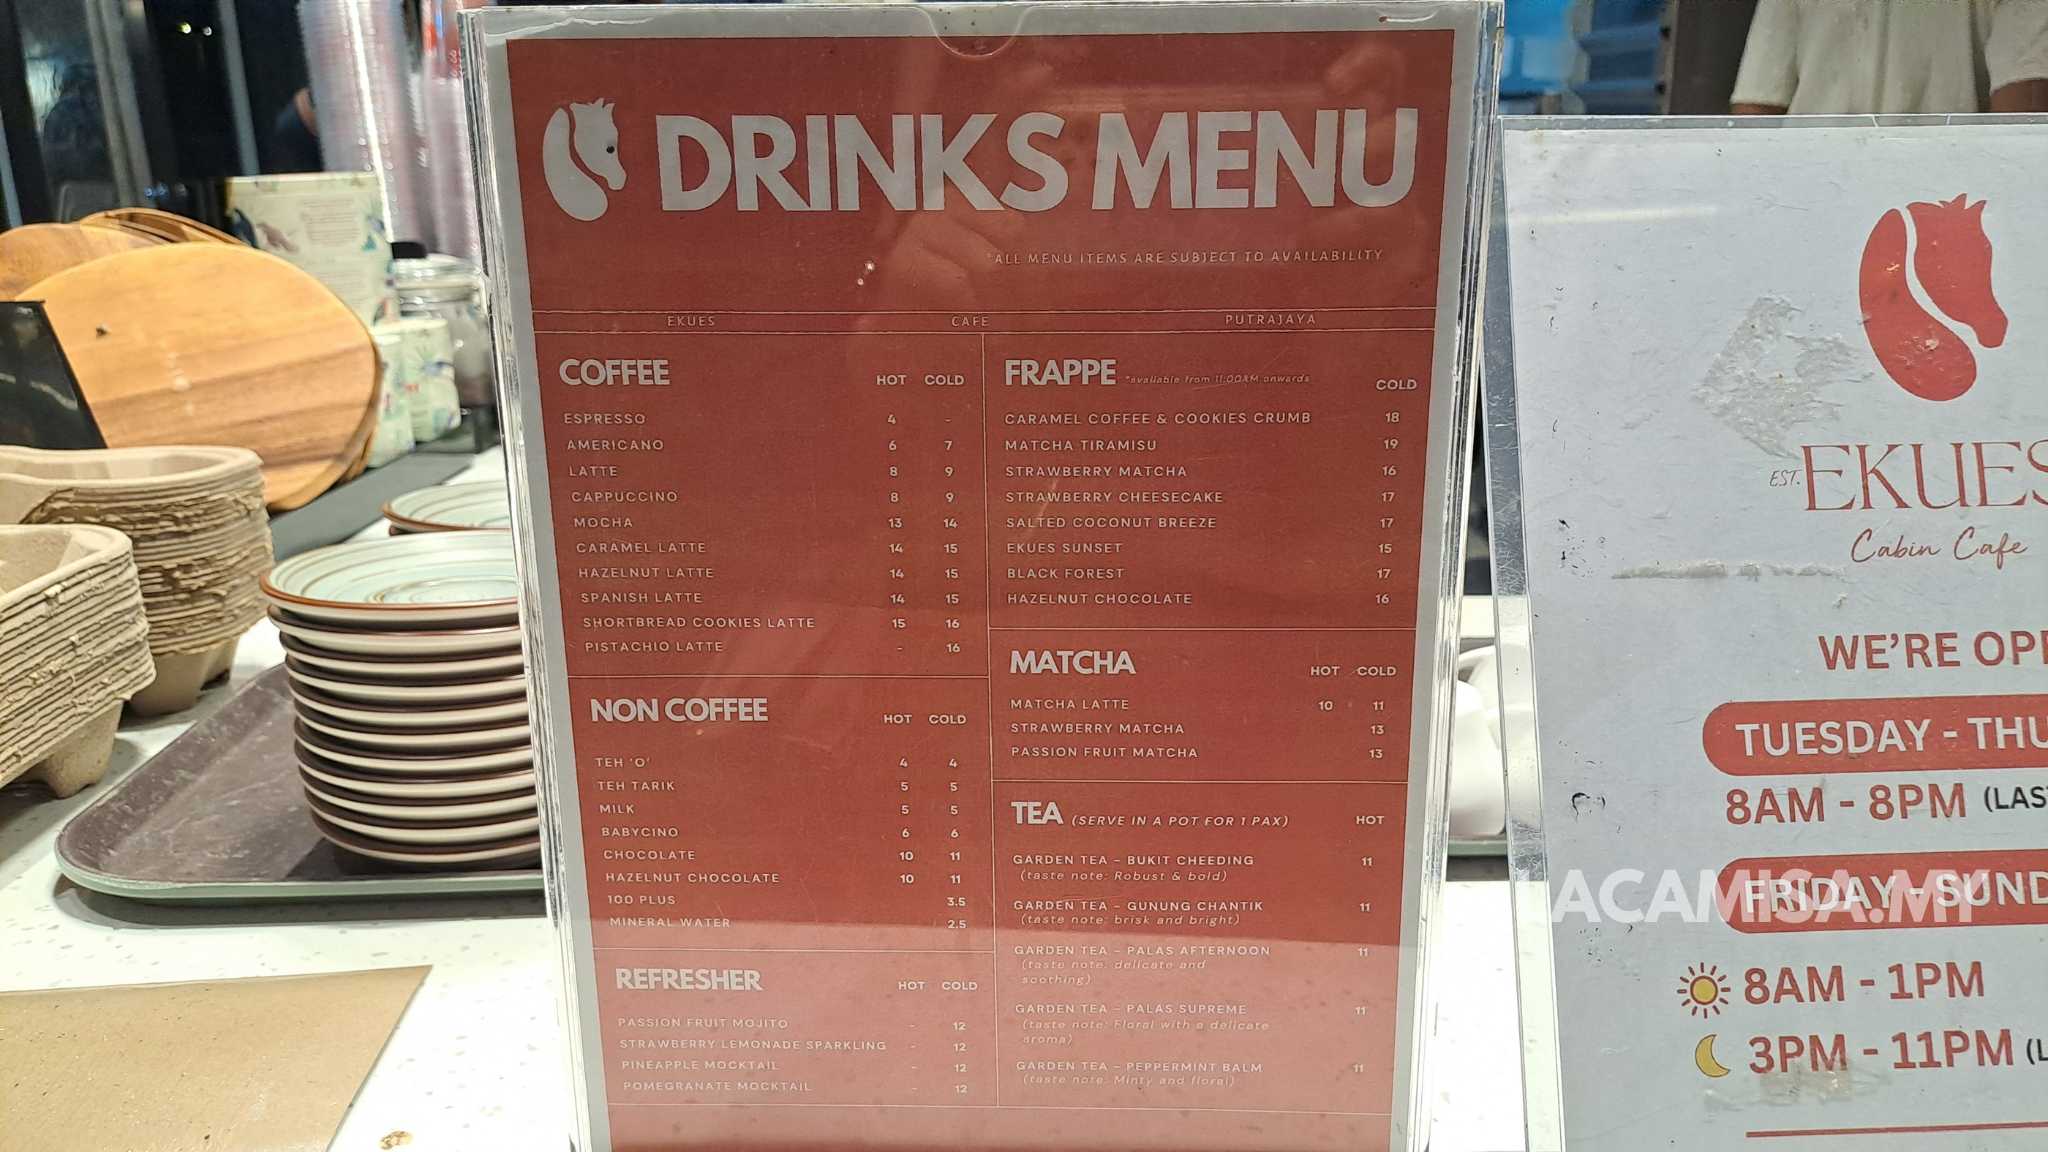 DRINKS MENU
*ALL MENU ITEMS ARE SUBJECT TO AVAILABILITY
EKUES CAFE PUTRAJAYA
COFFEE HOT COLD
ESPRESSO 4 -
AMERICANO 6 7
LATTE 8 9
CAPPUCCINO 8 9
MOCHA 13 14
CARAMEL LATTE 14 15
HAZELNUT LATTE 14 15
SPANISH LATTE 14 15
SHORTBREAD COOKIES LATTE 15 16
PISTACHIO LATTE - 16
NON COFFEE HOT COLD
TEH 'O' 4 4
TEH TARIK 5 5
MILK 5 5
BABYCINO 6 6
CHOCOLATE 10 11
HAZELNUT CHOCOLATE 10 11
100 PLUS 3.5
MINERAL WATER 2.5
REFRESHER HOT COLD
PASSION FRUIT MOJITO - 12
STRAWBERRY LEMONADE SPARKLING - 12
PINEAPPLE MOCKTAIL - 12
POMEGRANATE MOCKTAIL - 12
FRAPPE *available from 11:00AM onwards COLD
CARAMEL COFFEE & COOKIES CRUMB 18
MATCHA TIRAMISU 19
STRAWBERRY MATCHA 16
STRAWBERRY CHEESECAKE 17
SALTED COCONUT BREEZE 17
EKUES SUNSET 15
BLACK FOREST 17
HAZELNUT CHOCOLATE 16
MATCHA HOT COLD
MATCHA LATTE 10 11
STRAWBERRY MATCHA 13
PASSION FRUIT MATCHA 13
TEA (SERVE IN A POT FOR 1 PAX) HOT
GARDEN TEA - BUKIT CHEEDING 11
(taste note: Robust & bold)
GARDEN TEA - GUNUNG CHANTIK 11
(taste note: brisk and bright)
GARDEN TEA - PALAS AFTERNOON 11
(taste note: delicate and
soothing)
GARDEN TEA - PALAS SUPREME 11
(taste note: Floral with a delicate
aroma)
GARDEN TEA - PEPPERMINT BALM 11
(taste note: Minty and floral)
EST. EKUES
Cabin Cafe
WE'RE OPE
TUESDAY - THU
8AM - 8PM (LAS
FRIDAY - SUND
ACAMISA.MY
8AM - 1PM
3PM - 11PM (L